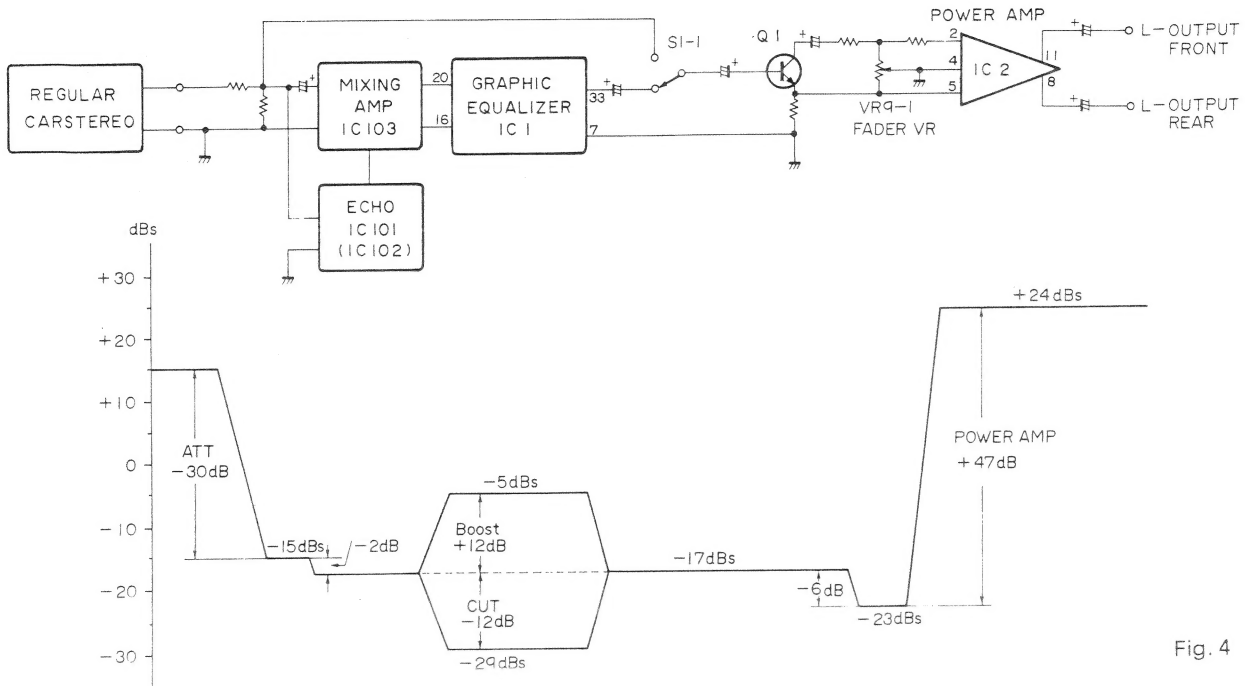 POWER AMP
L-OUTPUT
FRONT
S1-1
Q1
2
4
5
IC 2
11
8
REGULAR
CARSTEREO
MIXING
AMP
IC103
20
16
GRAPHIC
EQUALIZER
IC 1
33
7
VR9-1
FADER VR
L-OUTPUT
REAR
ECHO
IC101
(IC102)
dBs
+30
+20
+10
0
-10
-20
-30
ATT
-30dB
-15dBs
-2dB
-5dBs
Boost
+12dB
CUT
-12dB
-29dBs
-17dBs
-6dB
-23dBs
+24dBs
POWER AMP
+47dB
Fig. 4